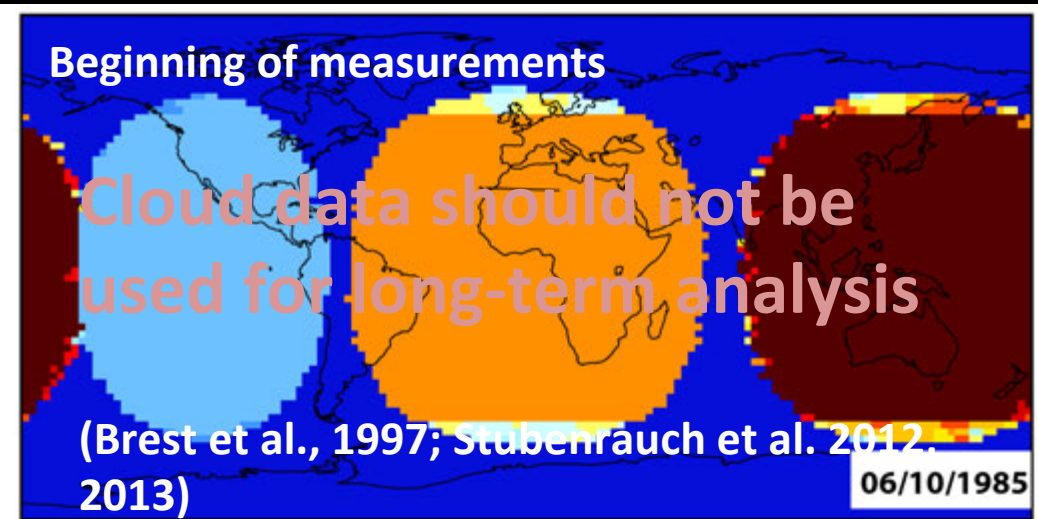 Beginning of measurements
Cloud data should not be
used for long-term analysis
(Brest et al., 1997; Stubenrauch et al. 2012,
2013)
06/10/1985